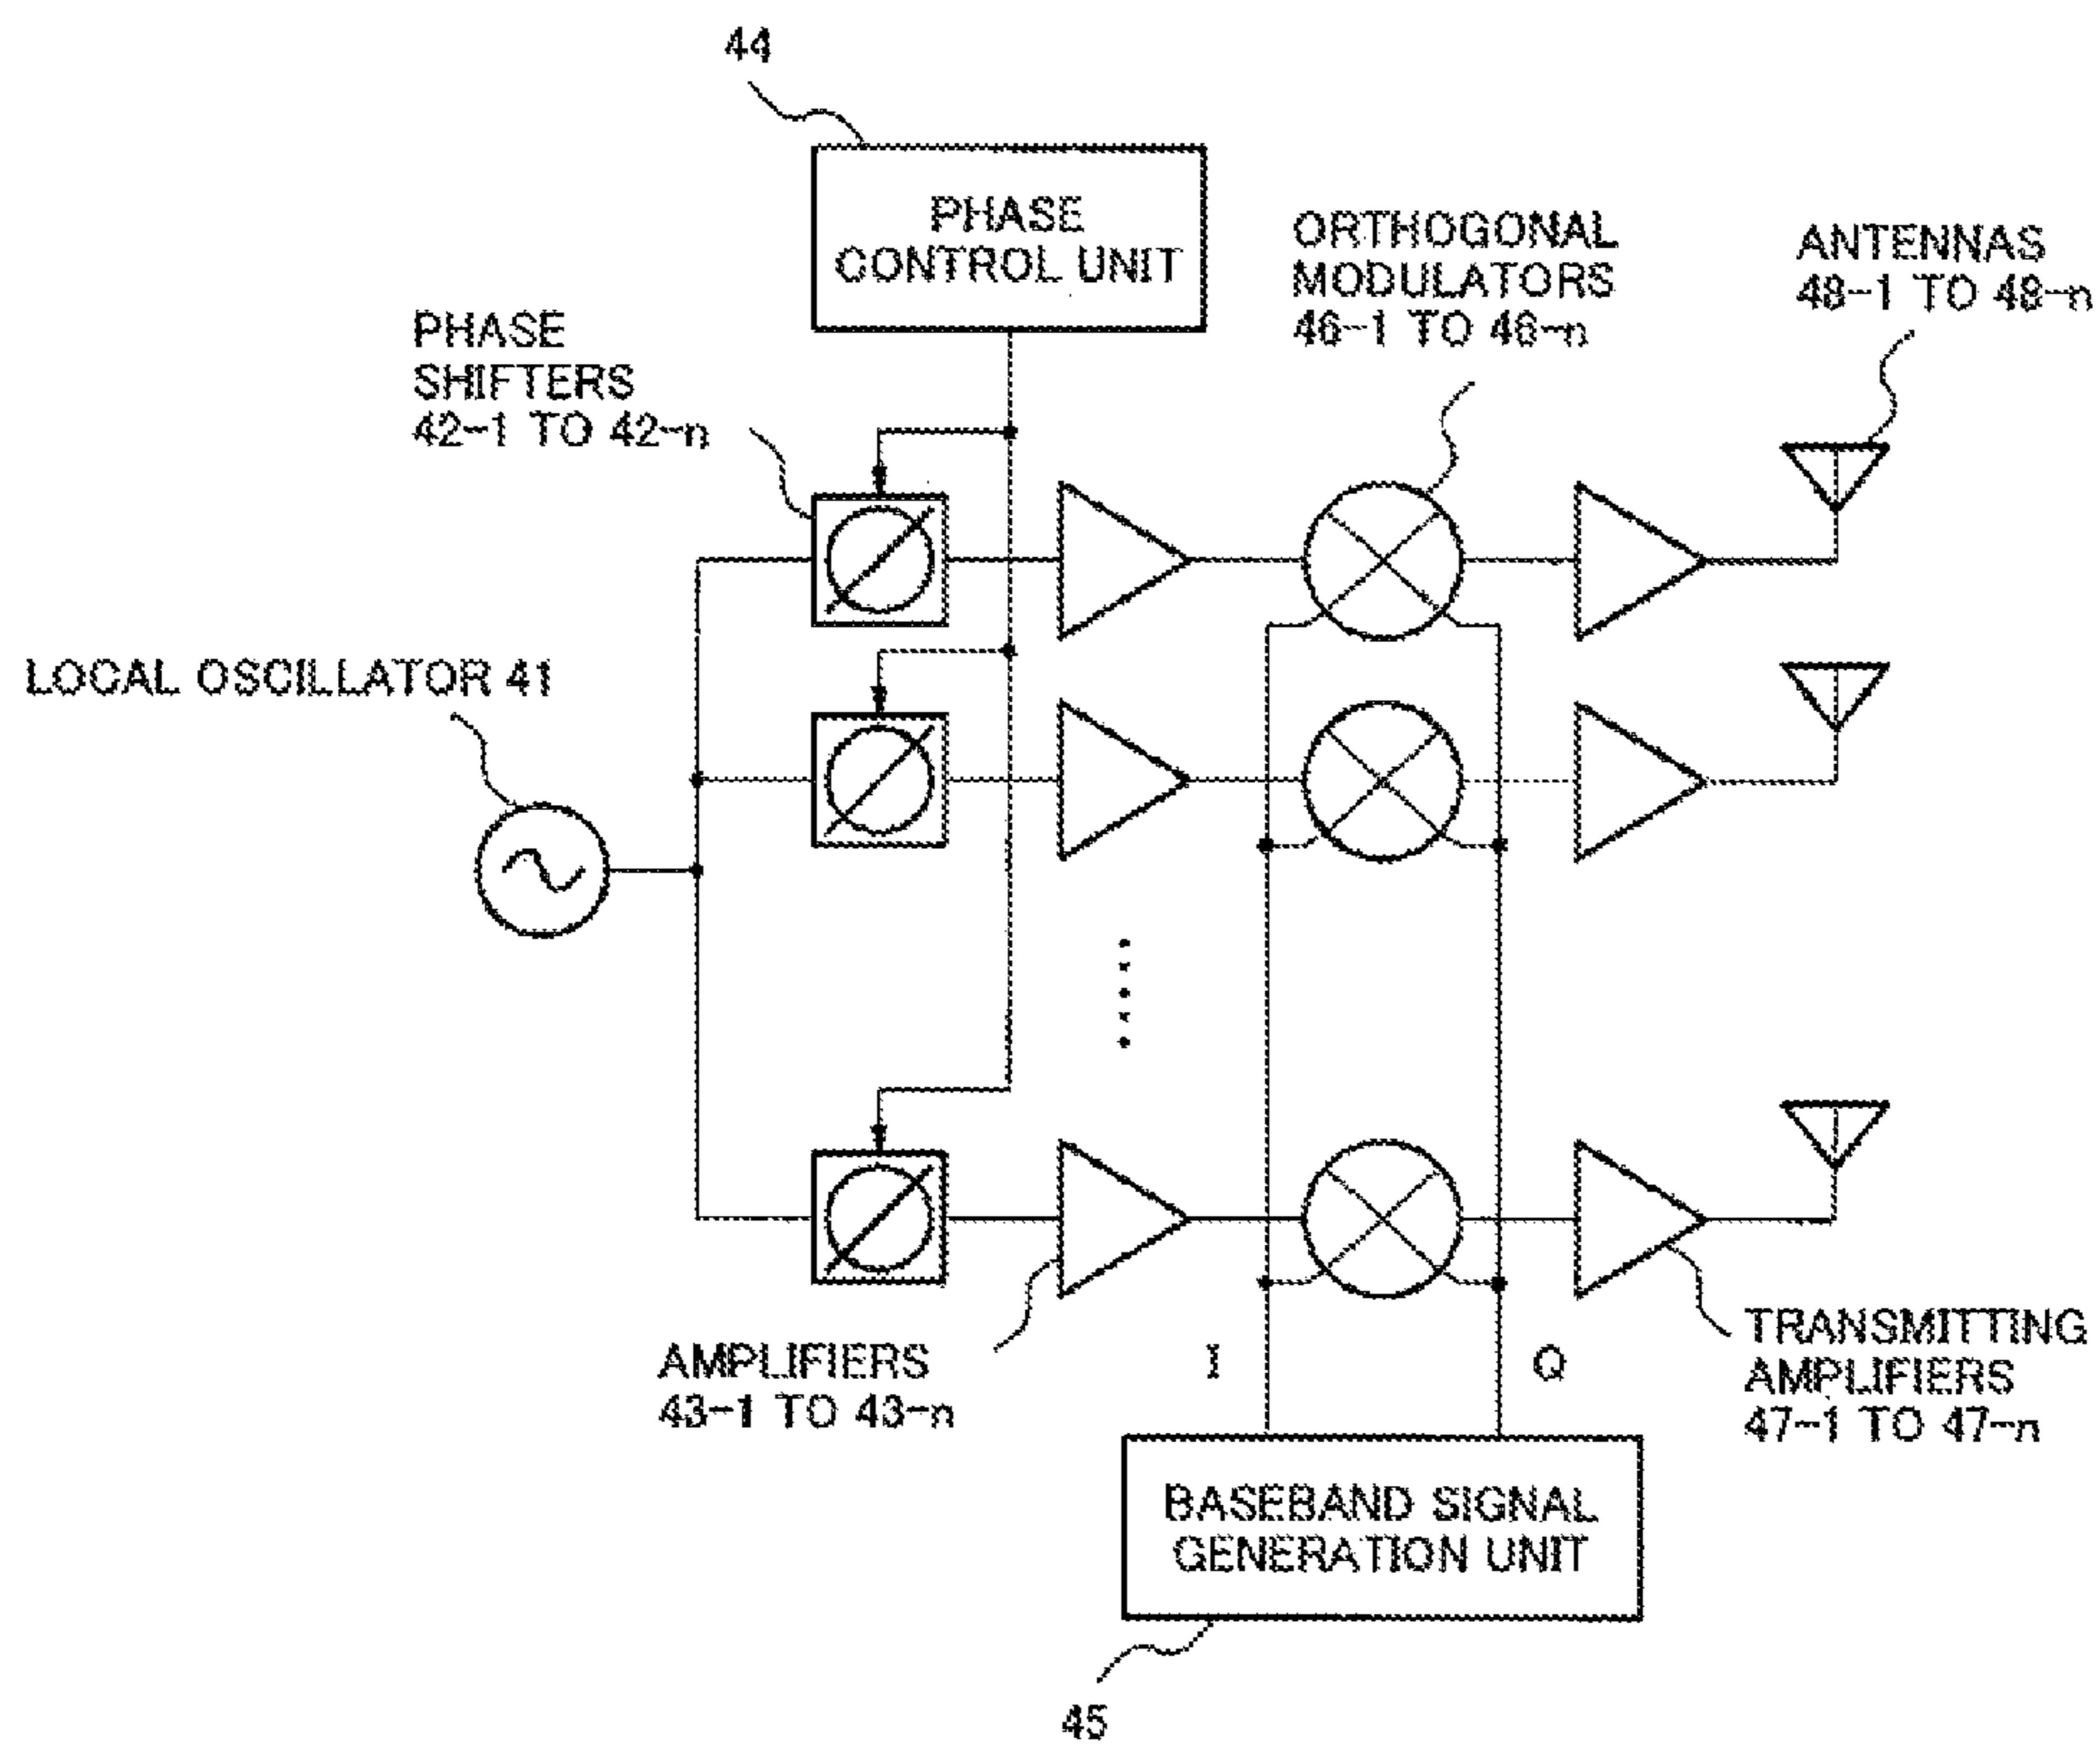 44
PHASE
CONTROL UNIT
ORTHOGONAL
MODULATORS
46-1 TO 46-n
ANTENNAS
48-1 TO 48-n
PHASE
SHIFTERS
42-1 TO 42-n
LOCAL OSCILLATOR 41
AMPLIFIERS
43-1 TO 43-n
I
Q
TRANSMITTING
AMPLIFIERS
47-1 TO 47-n
BASEBAND SIGNAL
GENERATION UNIT
45